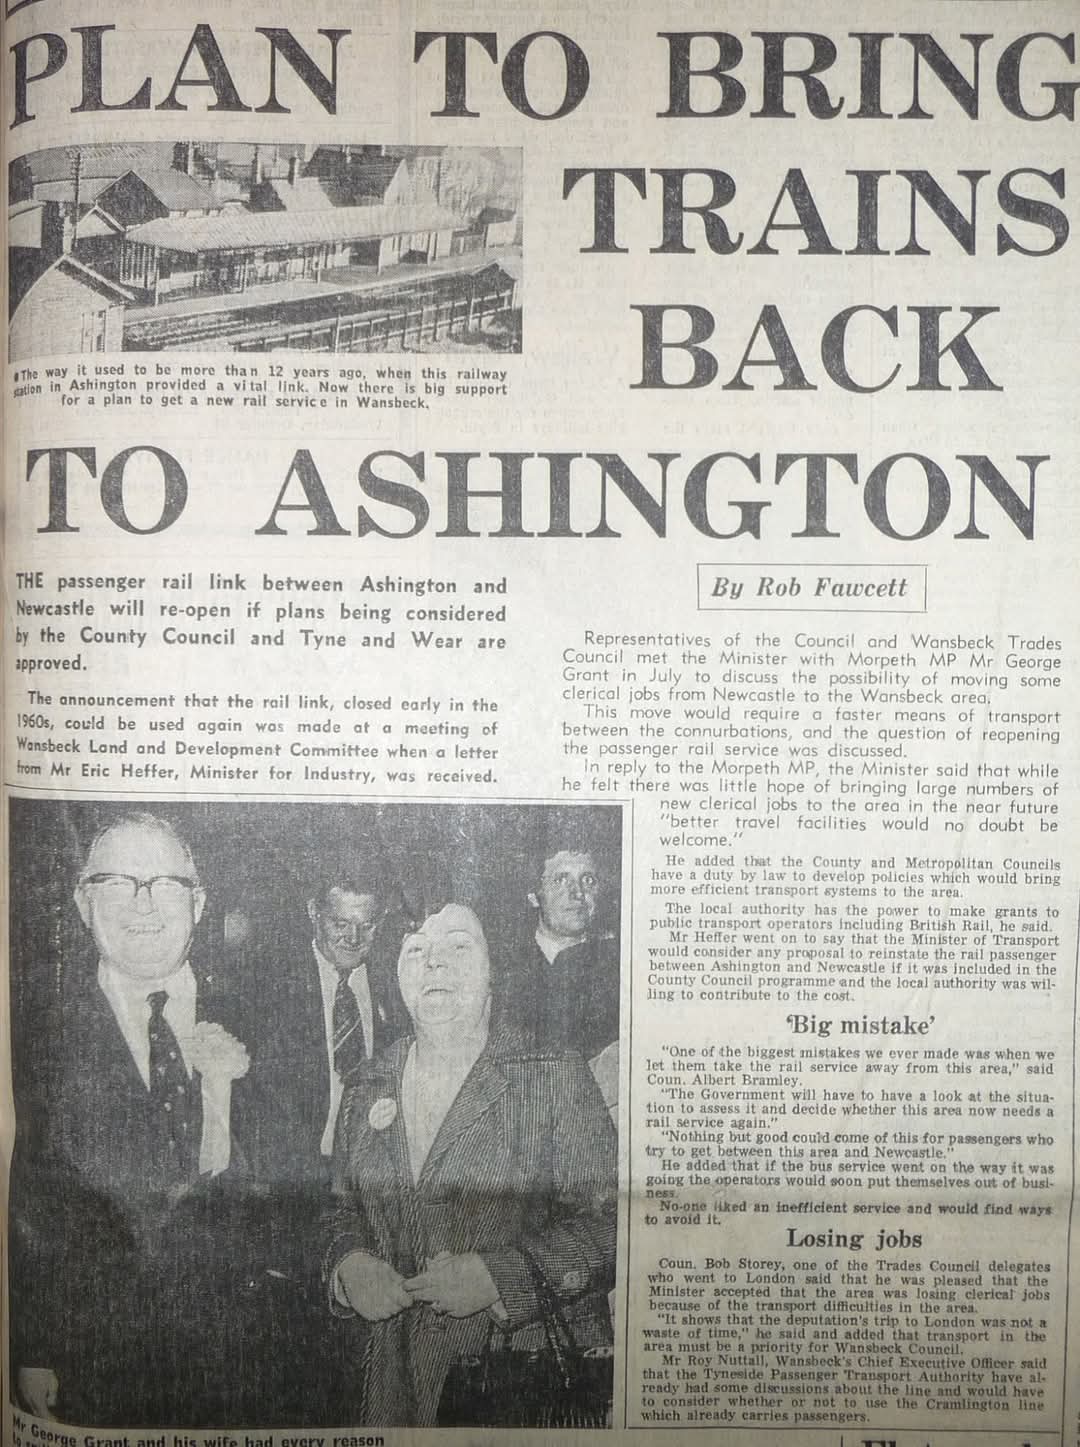 PLAN TO BRING
TRAINS
BACK
TO ASHINGTON
The way it used to be more than 12 years ago, when this railway
station in Ashington provided a vital link. Now there is big support
for a plan to get a new rail service in Wansbeck.
THE passenger rail link between Ashington and
Newcastle will re-open if plans being considered
by the County Council and Tyne and Wear are
approved.
The announcement that the rail link, closed early in the
1960s, could be used again was made at a meeting of
Wansbeck Land and Development Committee when a letter
from Mr Eric Heffer, Minister for Industry, was received.
By Rob Fawcett
Representatives of the Council and Wansbeck Trades
Council met the Minister with Morpeth MP Mr George
Grant in July to discuss the possibility of moving some
clerical jobs from Newcastle to the Wansbeck area.
This move would require a faster means of transport
between the connurbations, and the question of reopening
the passenger rail service was discussed.
In reply to the Morpeth MP, the Minister said that while
he felt there was little hope of bringing large numbers of
new clerical jobs to the area in the near future
"better travel facilities would no doubt be
welcome."
He added that the County and Metropolitan Councils
have a duty by law to develop policies which would bring
more efficient transport systems to the area.
The local authority has the power to make grants to
public transport operators including British Rail, he said.
Mr Heffer went on to say that the Minister of Transport
would consider any proposal to reinstate the rail passenger
between Ashington and Newcastle if it was included in the
County Council programme and the local authority was wil-
ling to contribute to the cost.
'Big mistake'
"One of the biggest mistakes we ever made was when we
let them take the rail service away from this area," said
Coun. Albert Bramley.
"The Government will have to have a look at the situa-
tion to assess it and decide whether this area now needs a
rail service again."
"Nothing but good could come of this for passengers who
try to get between this area and Newcastle."
He added that if the bus service went on the way it was
going the operators would soon put themselves out of busi-
ness.
No-one liked an inefficient service and would find ways
to avoid it.
Losing jobs
Coun. Bob Storey, one of the Trades Council delegates
who went to London said that he was pleased that the
Minister accepted that the area was losing clerical jobs
because of the transport difficulties in the area.
"It shows that the deputation's trip to London was not a
waste of time," he said and added that transport in the
area must be a priority for Wansbeck Council.
Mr Roy Nuttall, Wansbeck's Chief Executive Officer said
that the Tyneside Passenger Transport Authority have al-
ready had some discussions about the line and would have
to consider whether or not to use the Cramlington line
which already carries passengers.
Mr George Grant and his wife had every reason